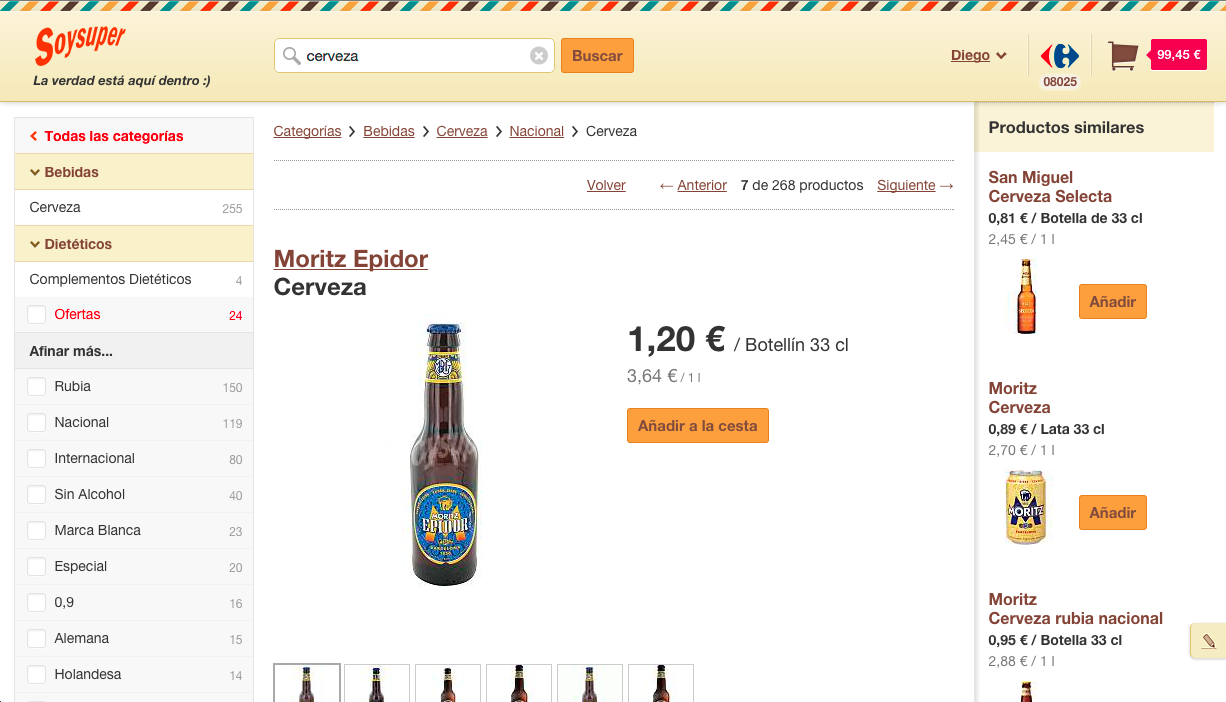 Soysuper
La verdad está aquí dentro :)
cerveza
Buscar
Diego
08025
99,45 €
Todas las categorías
Bebidas
Cerveza 255
Dietéticos
Complementos Dietéticos 4
Ofertas 24
Afinar más...
Rubia 150
Nacional 119
Internacional 80
Sin Alcohol 40
Marca Blanca 23
Especial 20
0,9 16
Alemana 15
Holandesa 14
Categorías > Bebidas > Cerveza > Nacional > Cerveza
Volver ← Anterior 7 de 268 productos Siguiente →
Moritz Epidor
Cerveza
MORITZ
EPIDOR
1,20 € / Botellín 33 cl
3,64 € / 1 l
Añadir a la cesta
Productos similares
San Miguel
Cerveza Selecta
0,81 € / Botella de 33 cl
2,45 € / 1 l
Añadir
Moritz
Cerveza
0,89 € / Lata 33 cl
2,70 € / 1 l
MORITZ
Añadir
Moritz
Cerveza rubia nacional
0,95 € / Botella 33 cl
2,88 € / 1 l